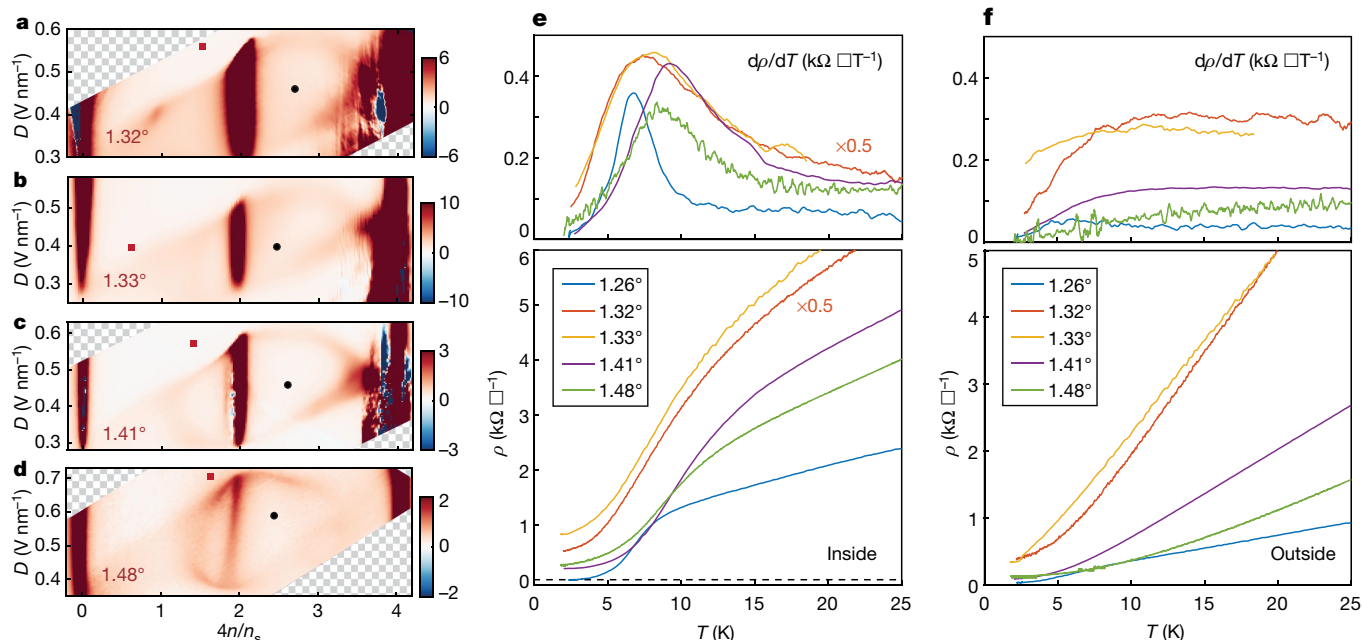 a
D (V nm⁻¹)
0.6
0.5
0.4
0.3
1.32°
6
0
–6
b
D (V nm⁻¹)
0.5
0.4
0.3
1.33°
10
0
–10
c
D (V nm⁻¹)
0.6
0.5
0.4
0.3
1.41°
3
0
–3
d
D (V nm⁻¹)
0.7
0.6
0.5
0.4
1.48°
2
0
–2
0 1 2 3 4
4n/nₛ
e
dρ/dT (kΩ □T⁻¹)
0.4
0.2
0
×0.5
ρ (kΩ □⁻¹)
6
5
4
3
2
1
0
1.26°
1.32°
1.33°
1.41°
1.48°
×0.5
Inside
0 5 10 15 20 25
T (K)
f
dρ/dT (kΩ □T⁻¹)
0.4
0.2
0
ρ (kΩ □⁻¹)
5
4
3
2
1
0
1.26°
1.32°
1.33°
1.41°
1.48°
Outside
0 5 10 15 20 25
T (K)